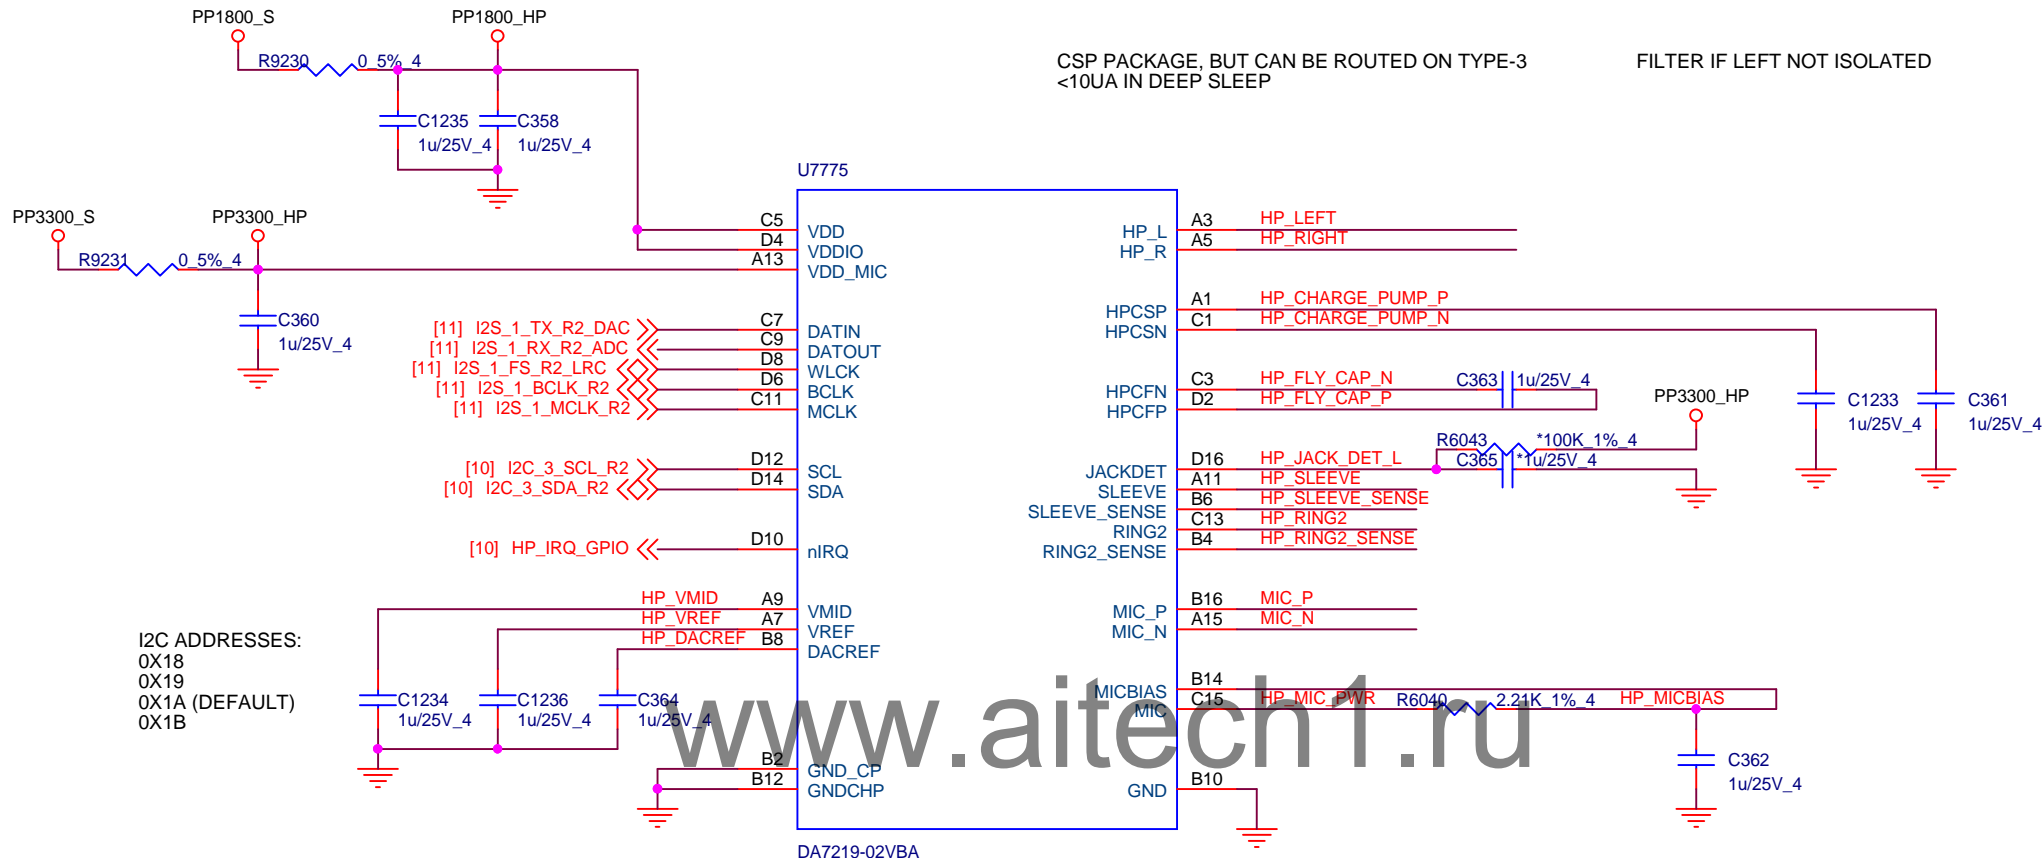 PP1800_S
PP1800_HP
R9230 0_5%_4
C1235
1u/25V_4
C358
1u/25V_4
CSP PACKAGE, BUT CAN BE ROUTED ON TYPE-3
<10UA IN DEEP SLEEP
FILTER IF LEFT NOT ISOLATED
PP3300_S
PP3300_HP
R9231 0_5%_4
C360
1u/25V_4
U7775
C5 VDD
D4 VDDIO
A13 VDD_MIC
[11] I2S_1_TX_R2_DAC C7 DATIN
[11] I2S_1_RX_R2_ADC C9 DATOUT
[11] I2S_1_FS_R2_LRC D8 WLCK
[11] I2S_1_BCLK_R2 D6 BCLK
[11] I2S_1_MCLK_R2 C11 MCLK
[10] I2C_3_SCL_R2 D12 SCL
[10] I2C_3_SDA_R2 D14 SDA
[10] HP_IRQ_GPIO D10 nIRQ
HP_VMID A9 VMID
HP_VREF A7 VREF
HP_DACREF B8 DACREF
I2C ADDRESSES:
0X18
0X19
0X1A (DEFAULT)
0X1B
C1234
1u/25V_4
C1236
1u/25V_4
C364
1u/25V_4
B2 GND_CP
B12 GNDCHP
HP_L A3 HP_LEFT
HP_R A5 HP_RIGHT
HPCSP A1 HP_CHARGE_PUMP_P
HPCSN C1 HP_CHARGE_PUMP_N
HPCFN C3 HP_FLY_CAP_N C363 1u/25V_4
HPCFP D2 HP_FLY_CAP_P
PP3300_HP
C1233
1u/25V_4
C361
1u/25V_4
R6043 *100K_1%_4
JACKDET D16 HP_JACK_DET_L C365 *1u/25V_4
SLEEVE A11 HP_SLEEVE
SLEEVE_SENSE B6 HP_SLEEVE_SENSE
RING2 C13 HP_RING2
RING2_SENSE B4 HP_RING2_SENSE
MIC_P B16 MIC_P
MIC_N A15 MIC_N
MICBIAS B14
MIC C15 HP_MIC_PWR R6040 2.21K_1%_4 HP_MICBIAS
C362
1u/25V_4
GND B10
DA7219-02VBA
www.aitech1.ru